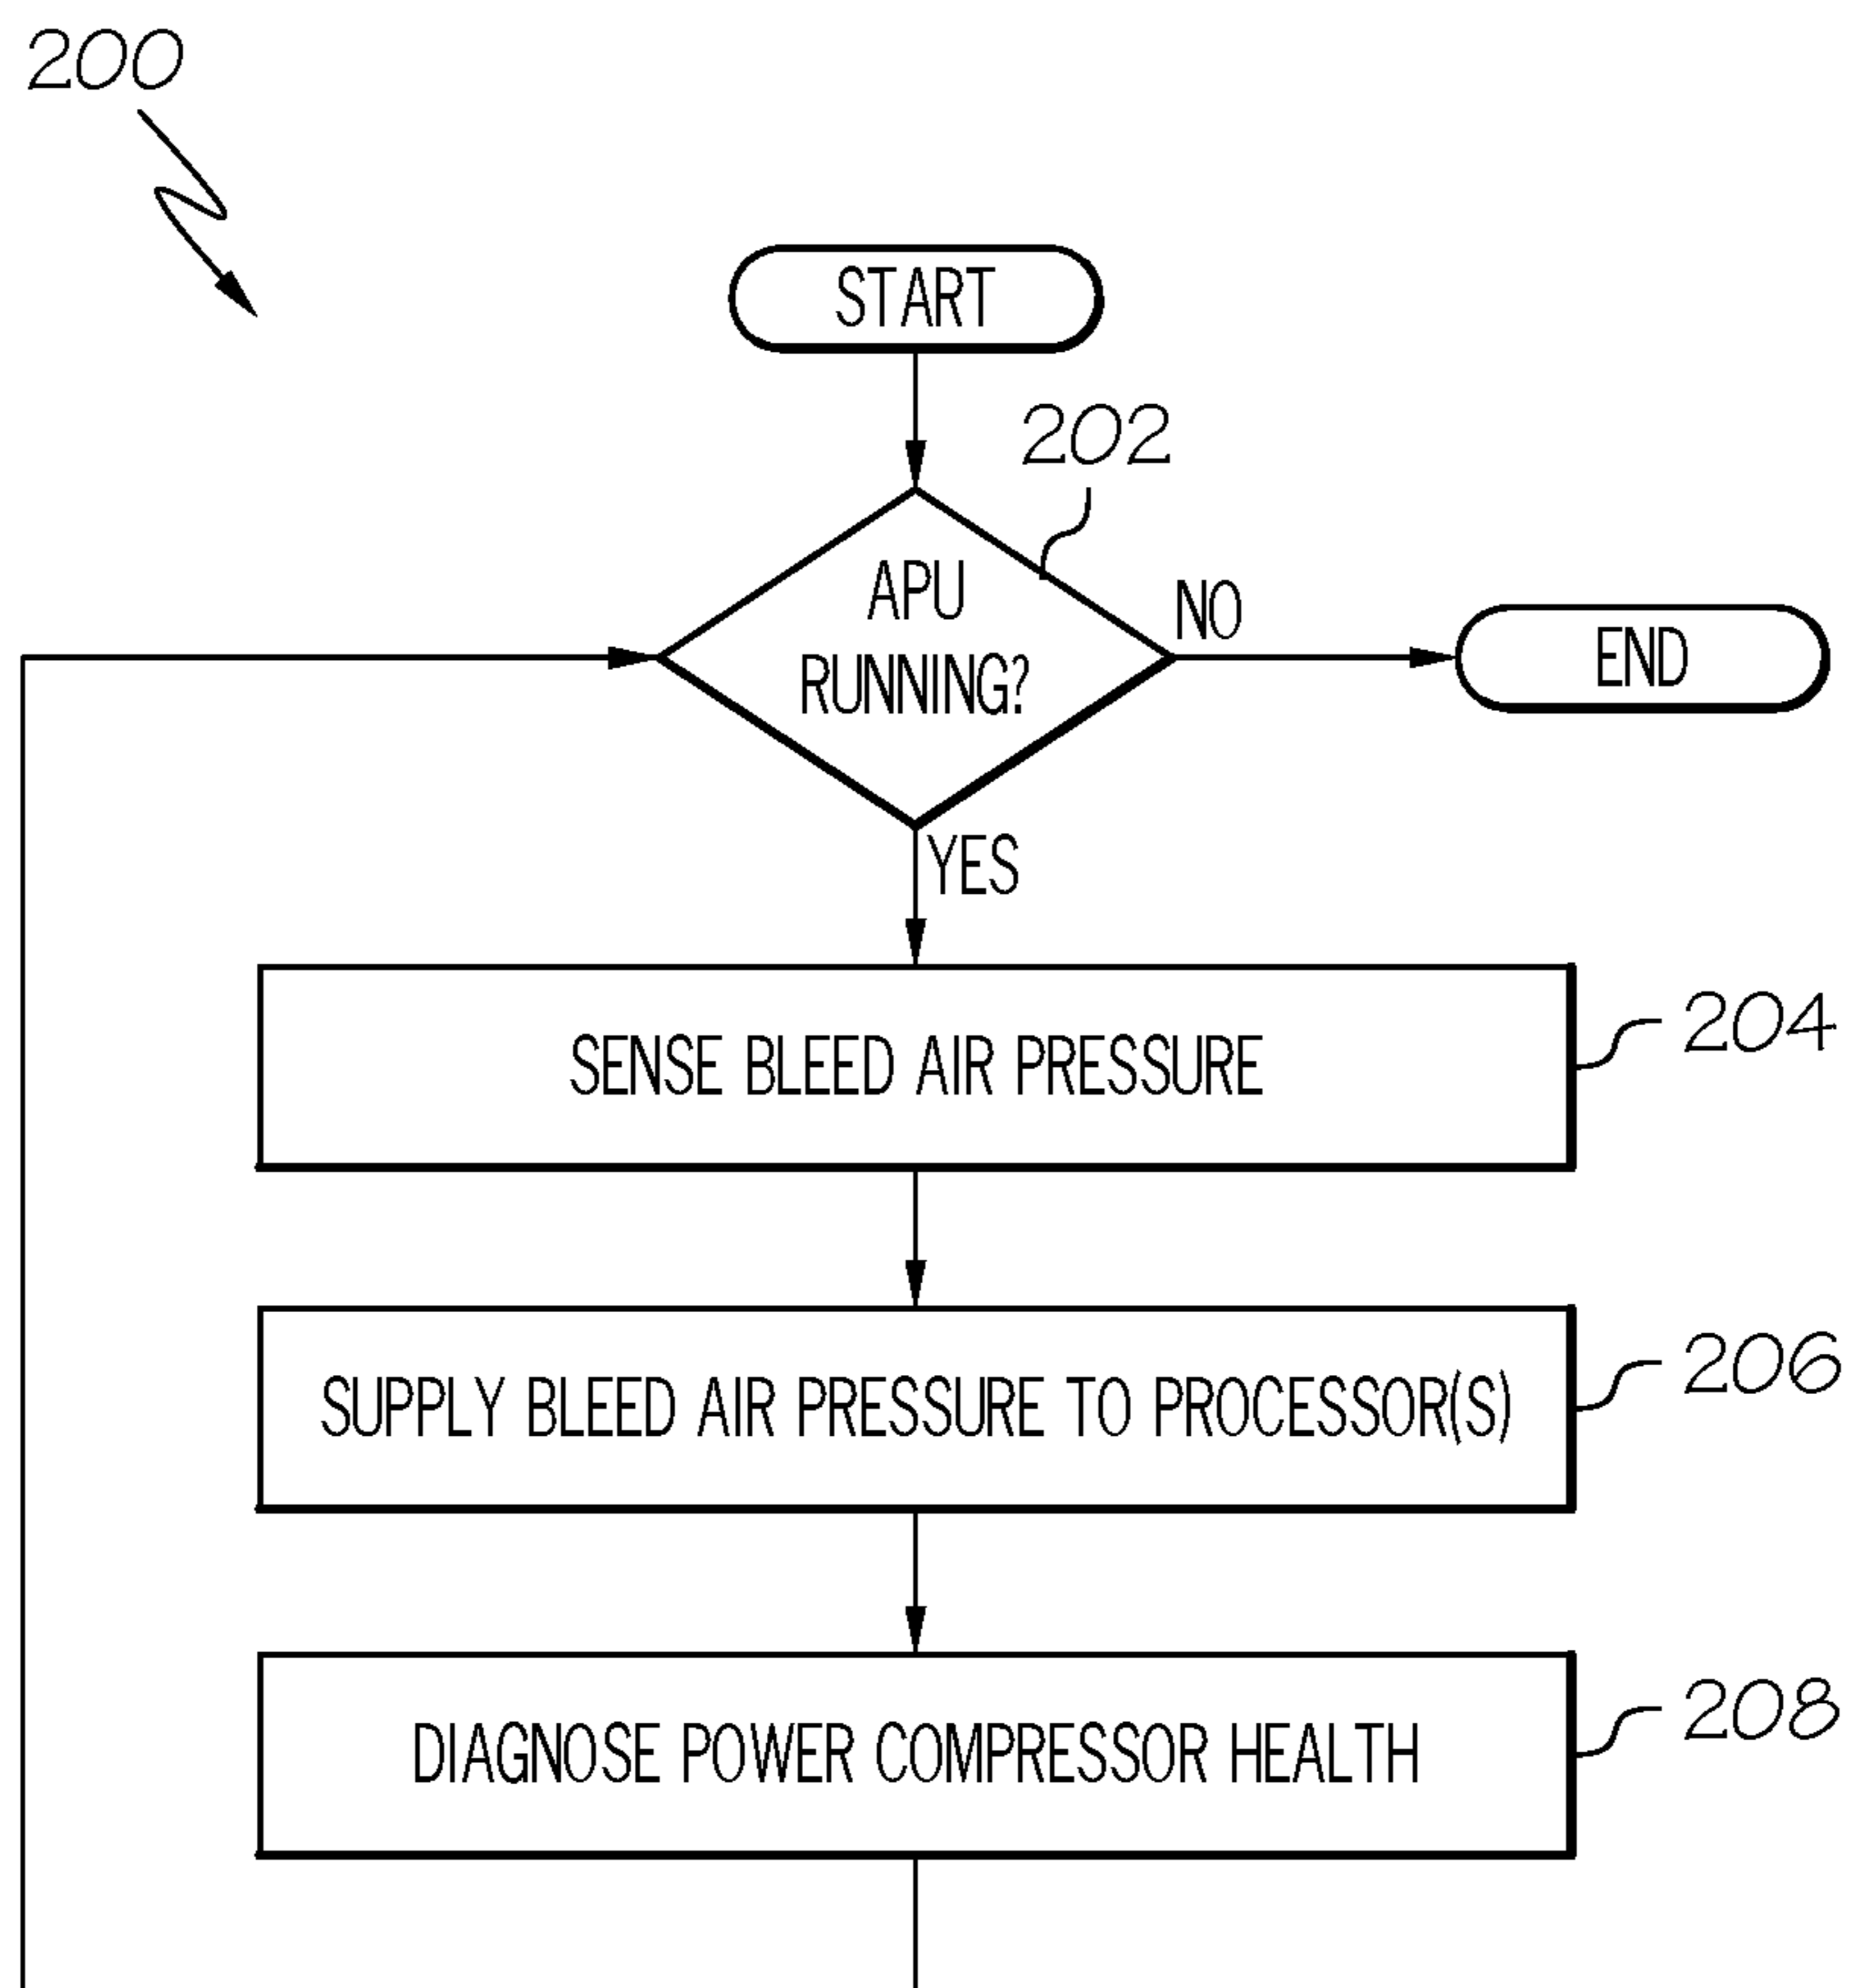 200
START
202
APU
RUNNING?
NO
END
YES
SENSE BLEED AIR PRESSURE
204
SUPPLY BLEED AIR PRESSURE TO PROCESSOR(S)
206
DIAGNOSE POWER COMPRESSOR HEALTH
208